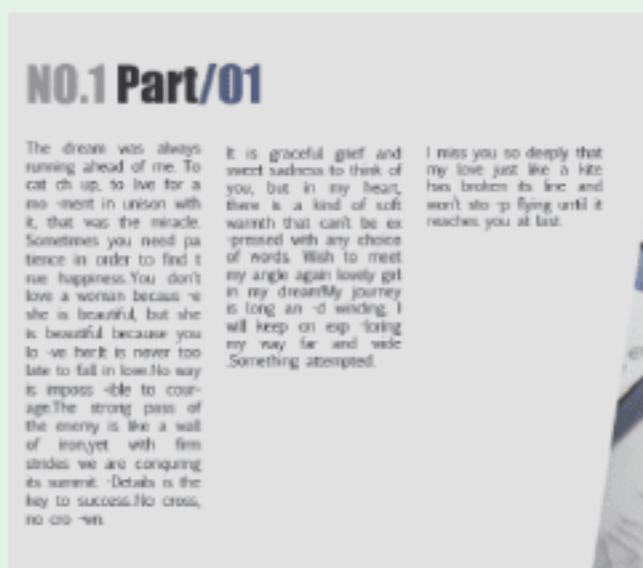 NO.1 Part/01
The dream was always
running ahead of me. To
cat ch up, to live for a
mo -ment in unison with
it, that was the miracle.
Sometimes you need pa
tience in order to find t
rue happiness.You don't
love a woman becaus -e
she is beautiful, but she
is beautiful because you
lo -ve her.It is never too
late to fall in love.No way
is imposs -ible to cour-
age.The strong pass of
the enemy is like a wall
of iron,yet with firm
strides we are conquring
its summit. -Details is the
key to success.No cross,
no cro -wn.
It is graceful grief and
sweet sadness to think of
you, but in my heart,
there is a kind of soft
warmth that can't be ex
-pressed with any choice
of words. Wish to meet
my angle again lovely girl
in my dream!My journey
is long an -d winding, I
will keep on exp -loring
my way far and wide
.Something attempted.
I miss you so deeply that
my love just like a kite
has broken its line and
won't sto -p flying until it
reaches you at last.